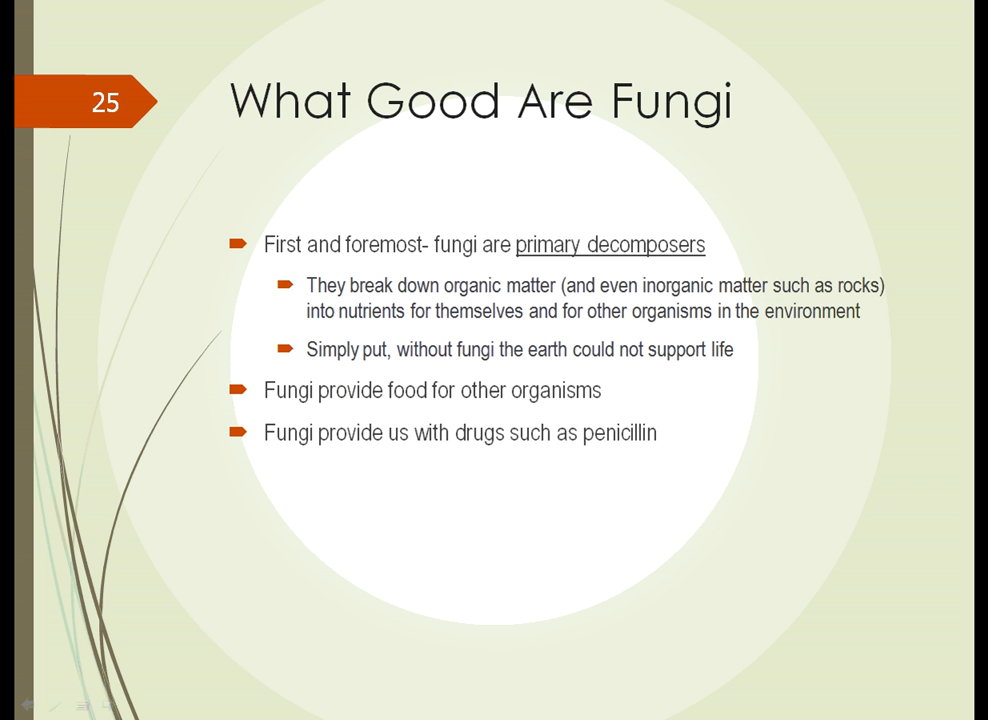 25
What Good Are Fungi
First and foremost- fungi are primary decomposers
They break down organic matter (and even inorganic matter such as rocks)
into nutrients for themselves and for other organisms in the environment
Simply put, without fungi the earth could not support life
Fungi provide food for other organisms
Fungi provide us with drugs such as penicillin